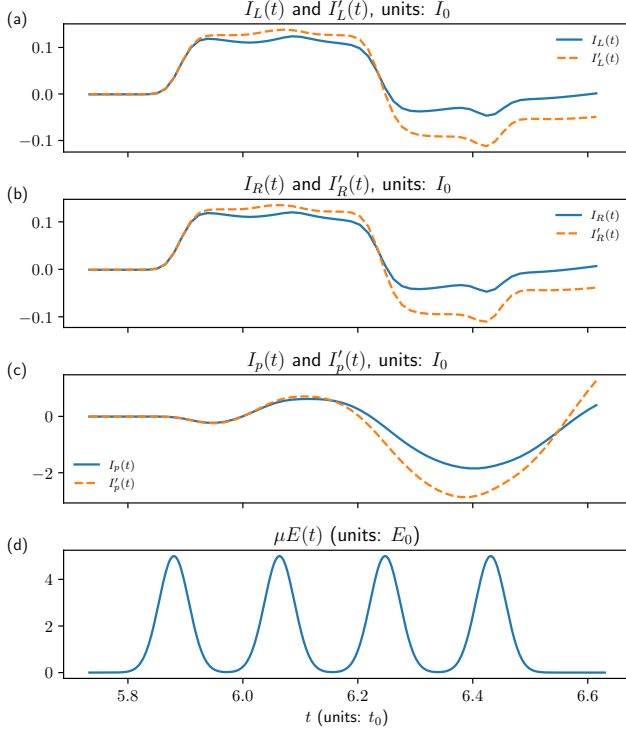 (a)
I_L(t) and I'_L(t), units: I_0
0.1
0.0
−0.1
I_L(t)
I'_L(t)
(b)
I_R(t) and I'_R(t), units: I_0
0.1
0.0
−0.1
I_R(t)
I'_R(t)
(c)
I_p(t) and I'_p(t), units: I_0
0
−2
I_p(t)
I'_p(t)
(d)
μE(t) (units: E_0)
4
2
0
5.8 6.0 6.2 6.4 6.6
t (units: t_0)